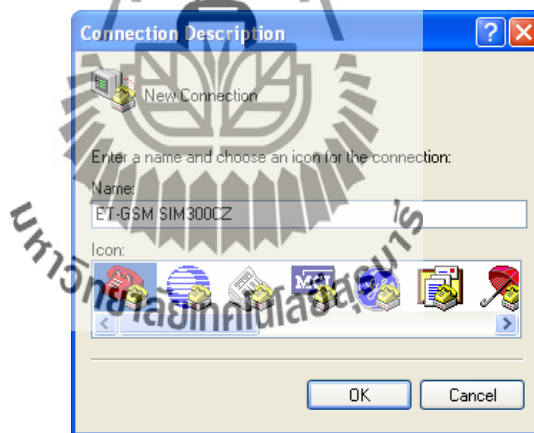 Connection Description
New Connection
Enter a name and choose an icon for the connection:
Name:
ET-GSM SIM300CZ
Icon:
MCI
OK
Cancel
มหาวิทยาลัยเทคโนโลยีสุรนารี